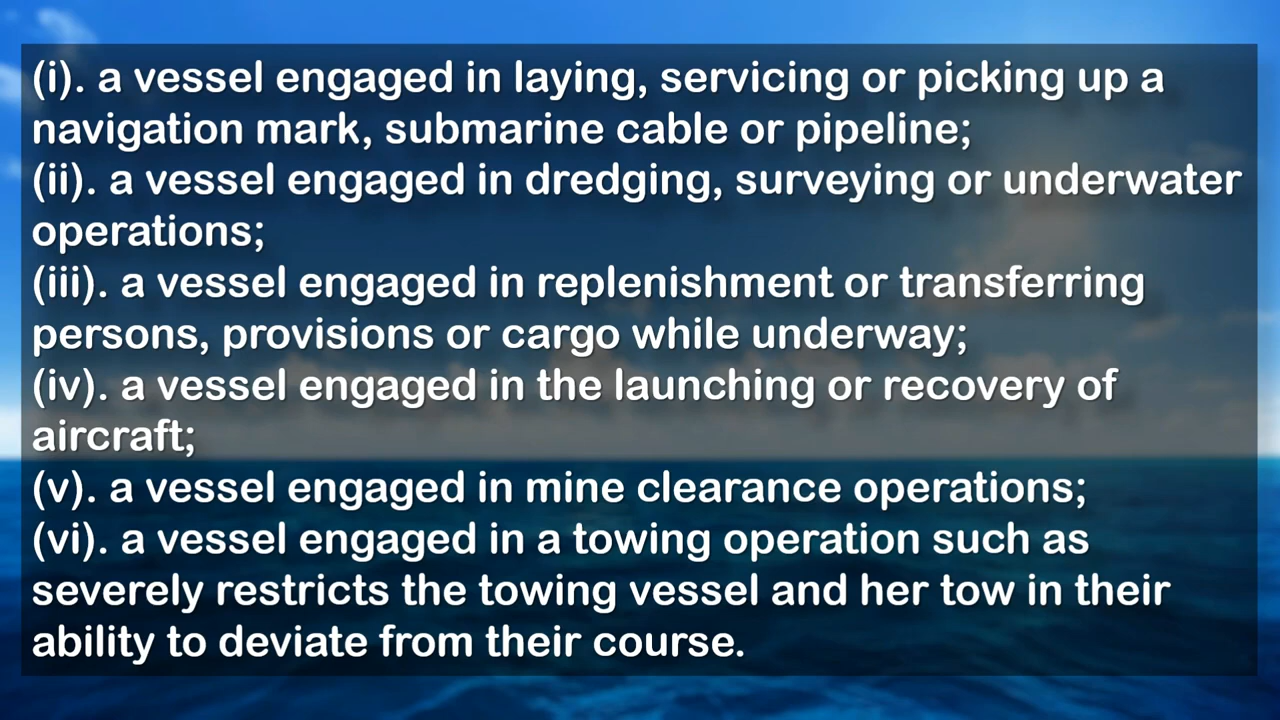 (i). a vessel engaged in laying, servicing or picking up a
navigation mark, submarine cable or pipeline;
(ii). a vessel engaged in dredging, surveying or underwater
operations;
(iii). a vessel engaged in replenishment or transferring
persons, provisions or cargo while underway;
(iv). a vessel engaged in the launching or recovery of
aircraft;
(v). a vessel engaged in mine clearance operations;
(vi). a vessel engaged in a towing operation such as
severely restricts the towing vessel and her tow in their
ability to deviate from their course.